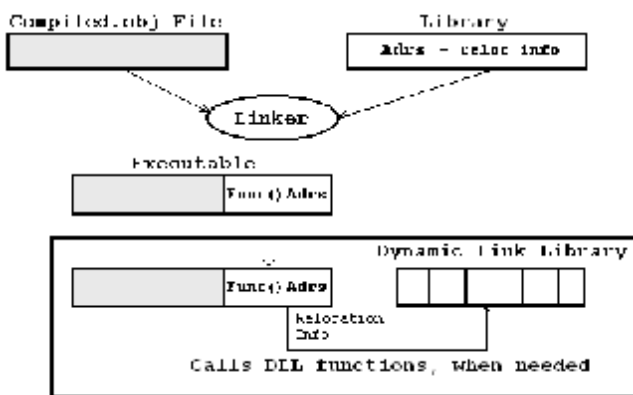 Compiled.obj File
Library
Adrs - reloc info
Linker
Executable
Func() Adrs
Dynamic Link Library
Func() Adrs
Relocation
Info
Calls DLL functions, when needed